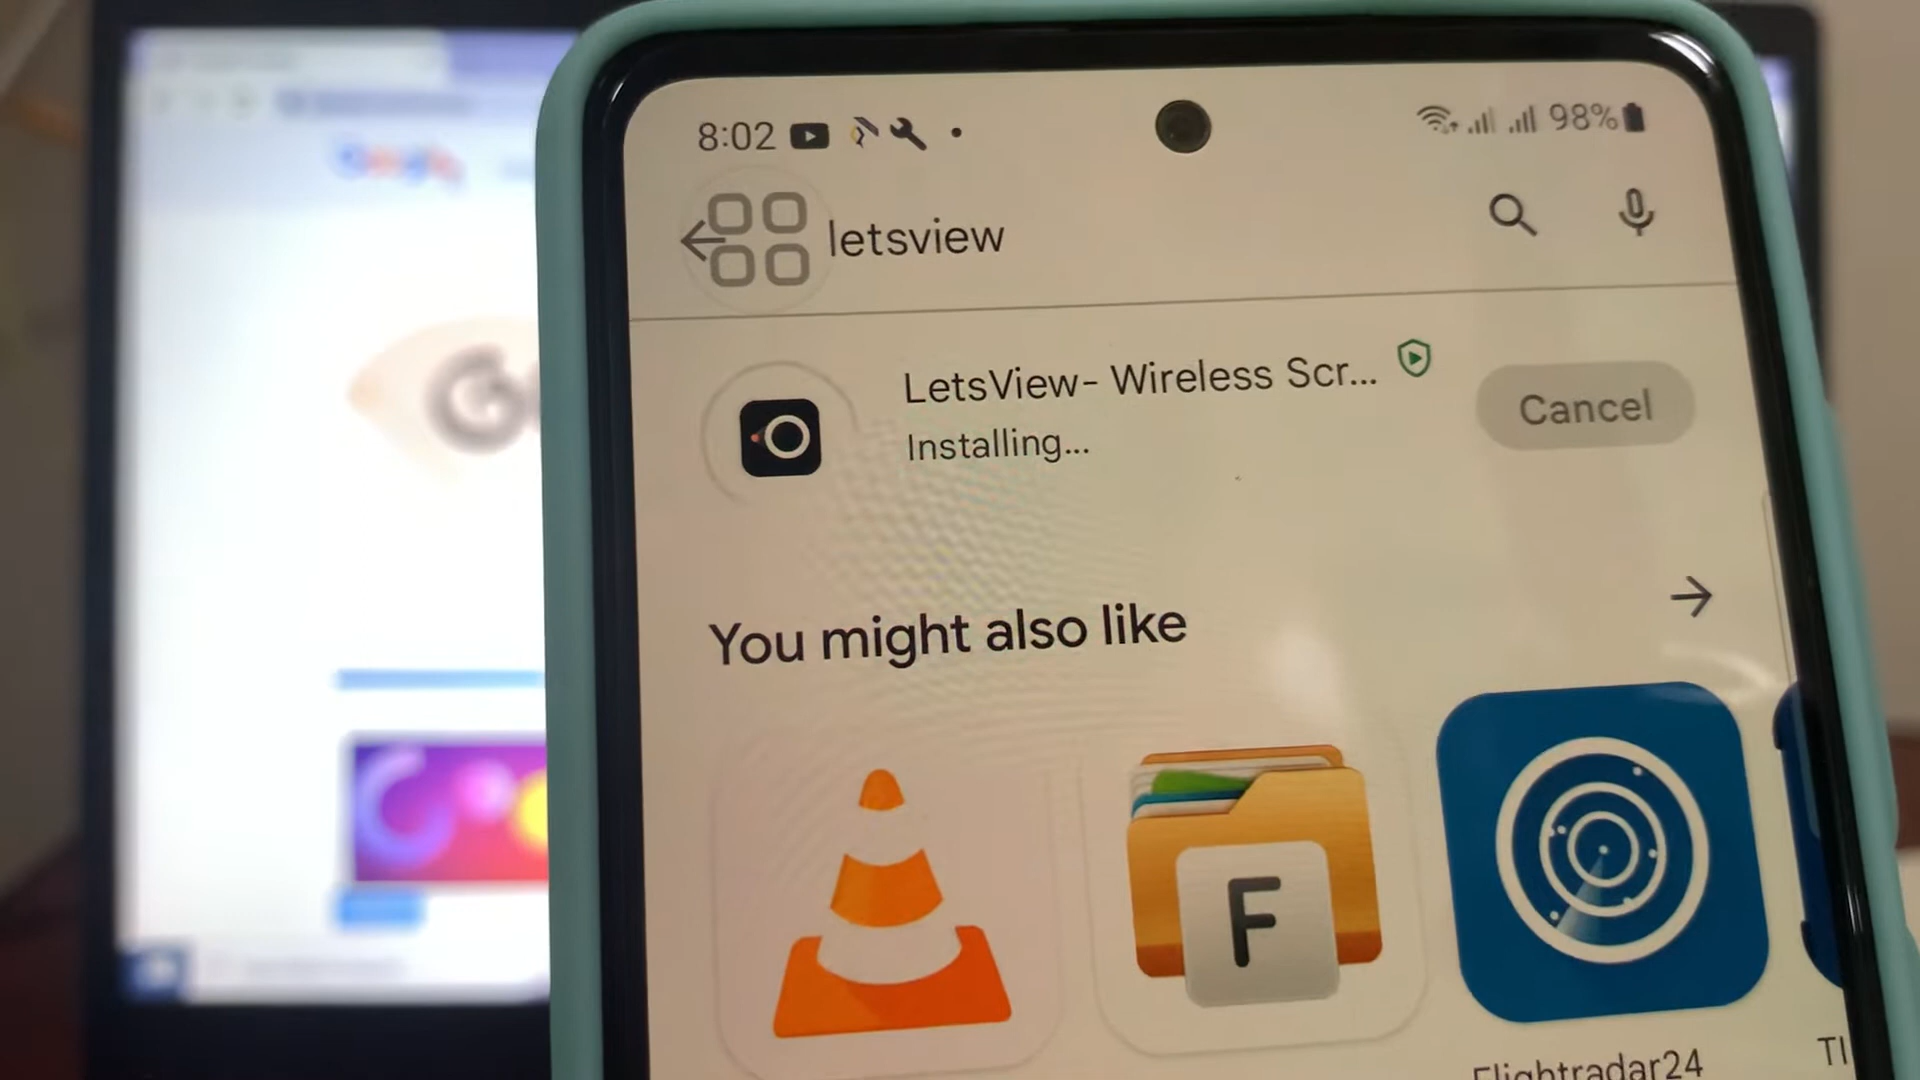 8:02
98%
letsview
LetsView- Wireless Scr...
Installing...
Cancel
You might also like
F
Flightradar24